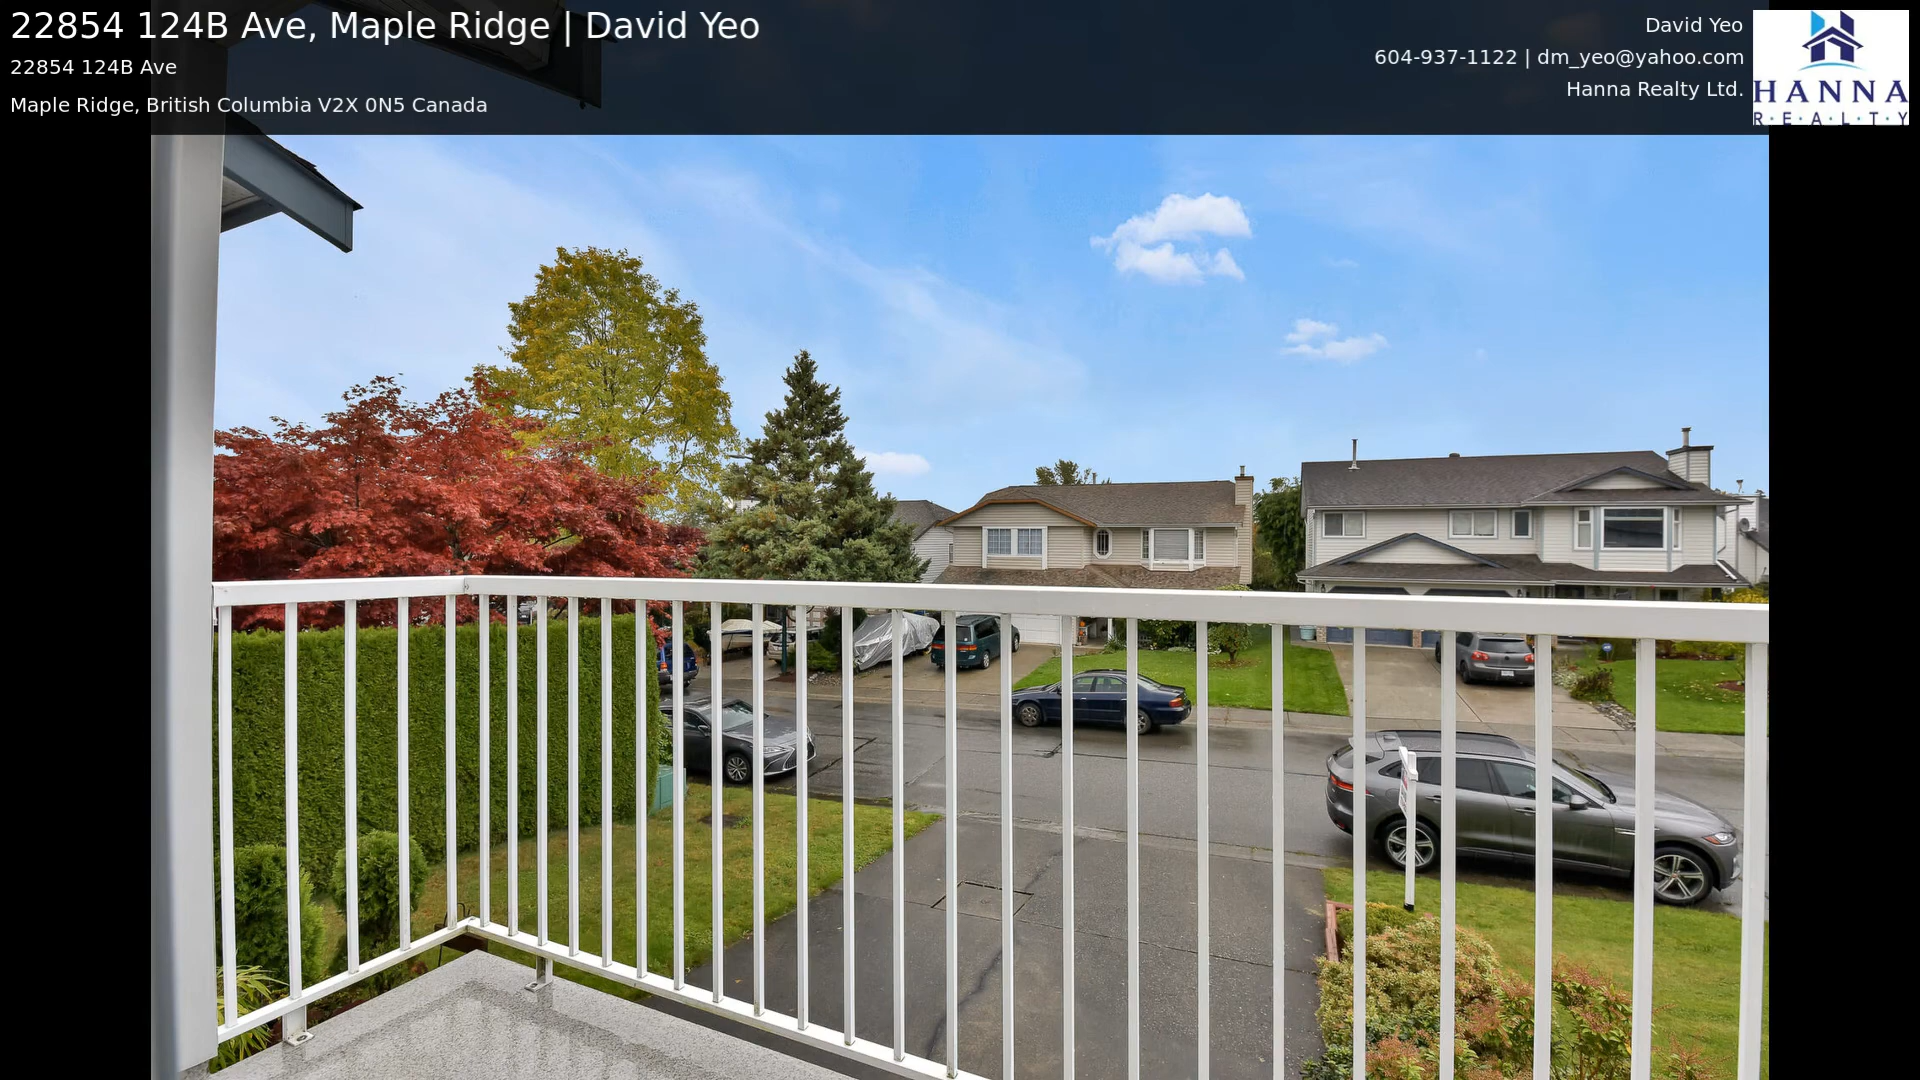 22854 124B Ave, Maple Ridge | David Yeo
22854 124B Ave
Maple Ridge, British Columbia V2X 0N5 Canada
David Yeo
604-937-1122 | dm_yeo@yahoo.com
Hanna Realty Ltd.
HANNA
R·E·A·L·T·Y